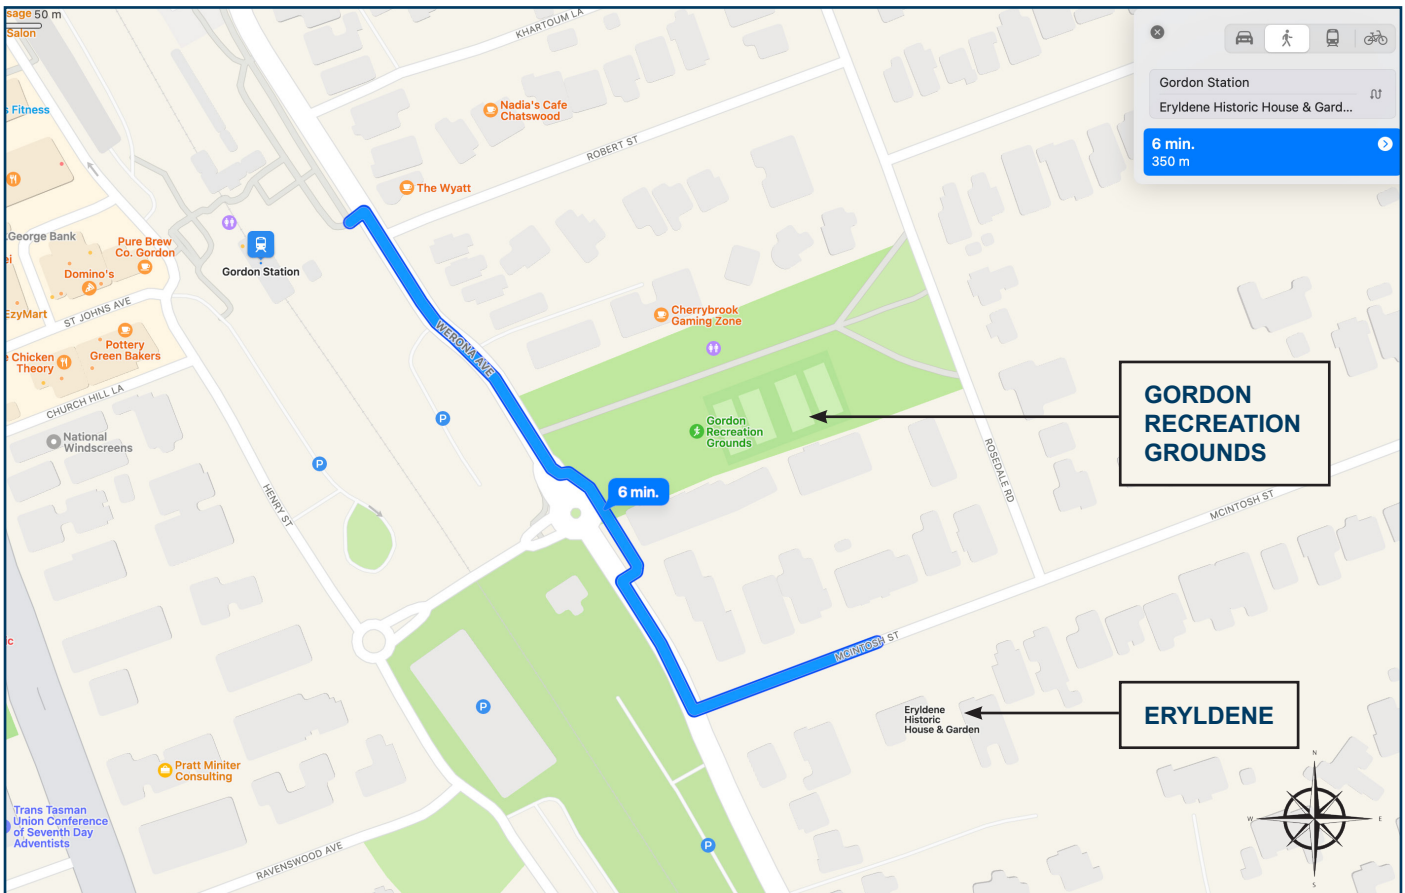 sage
50 m
Salon
s Fitness
KHARTOUM LA
Nadia's Cafe
Chatswood
ROBERT ST
The Wyatt
George Bank
ei
Pure Brew
Co. Gordon
Domino's
EzyMart
ST JOHNS AVE
Gordon Station
Pottery
Green Bakers
e Chicken
Theory
CHURCH HILL LA
National
Windscreens
WERONA AVE
Cherrybrook
Gaming Zone
P
P
Gordon
Recreation
Grounds
6 min.
HENRY ST
ROSEDALE RD
MCINTOSH ST
MCINTOSH ST
c
P
Eryldene
Historic
House & Garden
Pratt Miniter
Consulting
Trans Tasman
Union Conference
of Seventh Day
Adventists
RAVENSWOOD AVE
P
Gordon Station
Eryldene Historic House & Gard...
6 min.
350 m
GORDON
RECREATION
GROUNDS
ERYLDENE
N
W
E
S